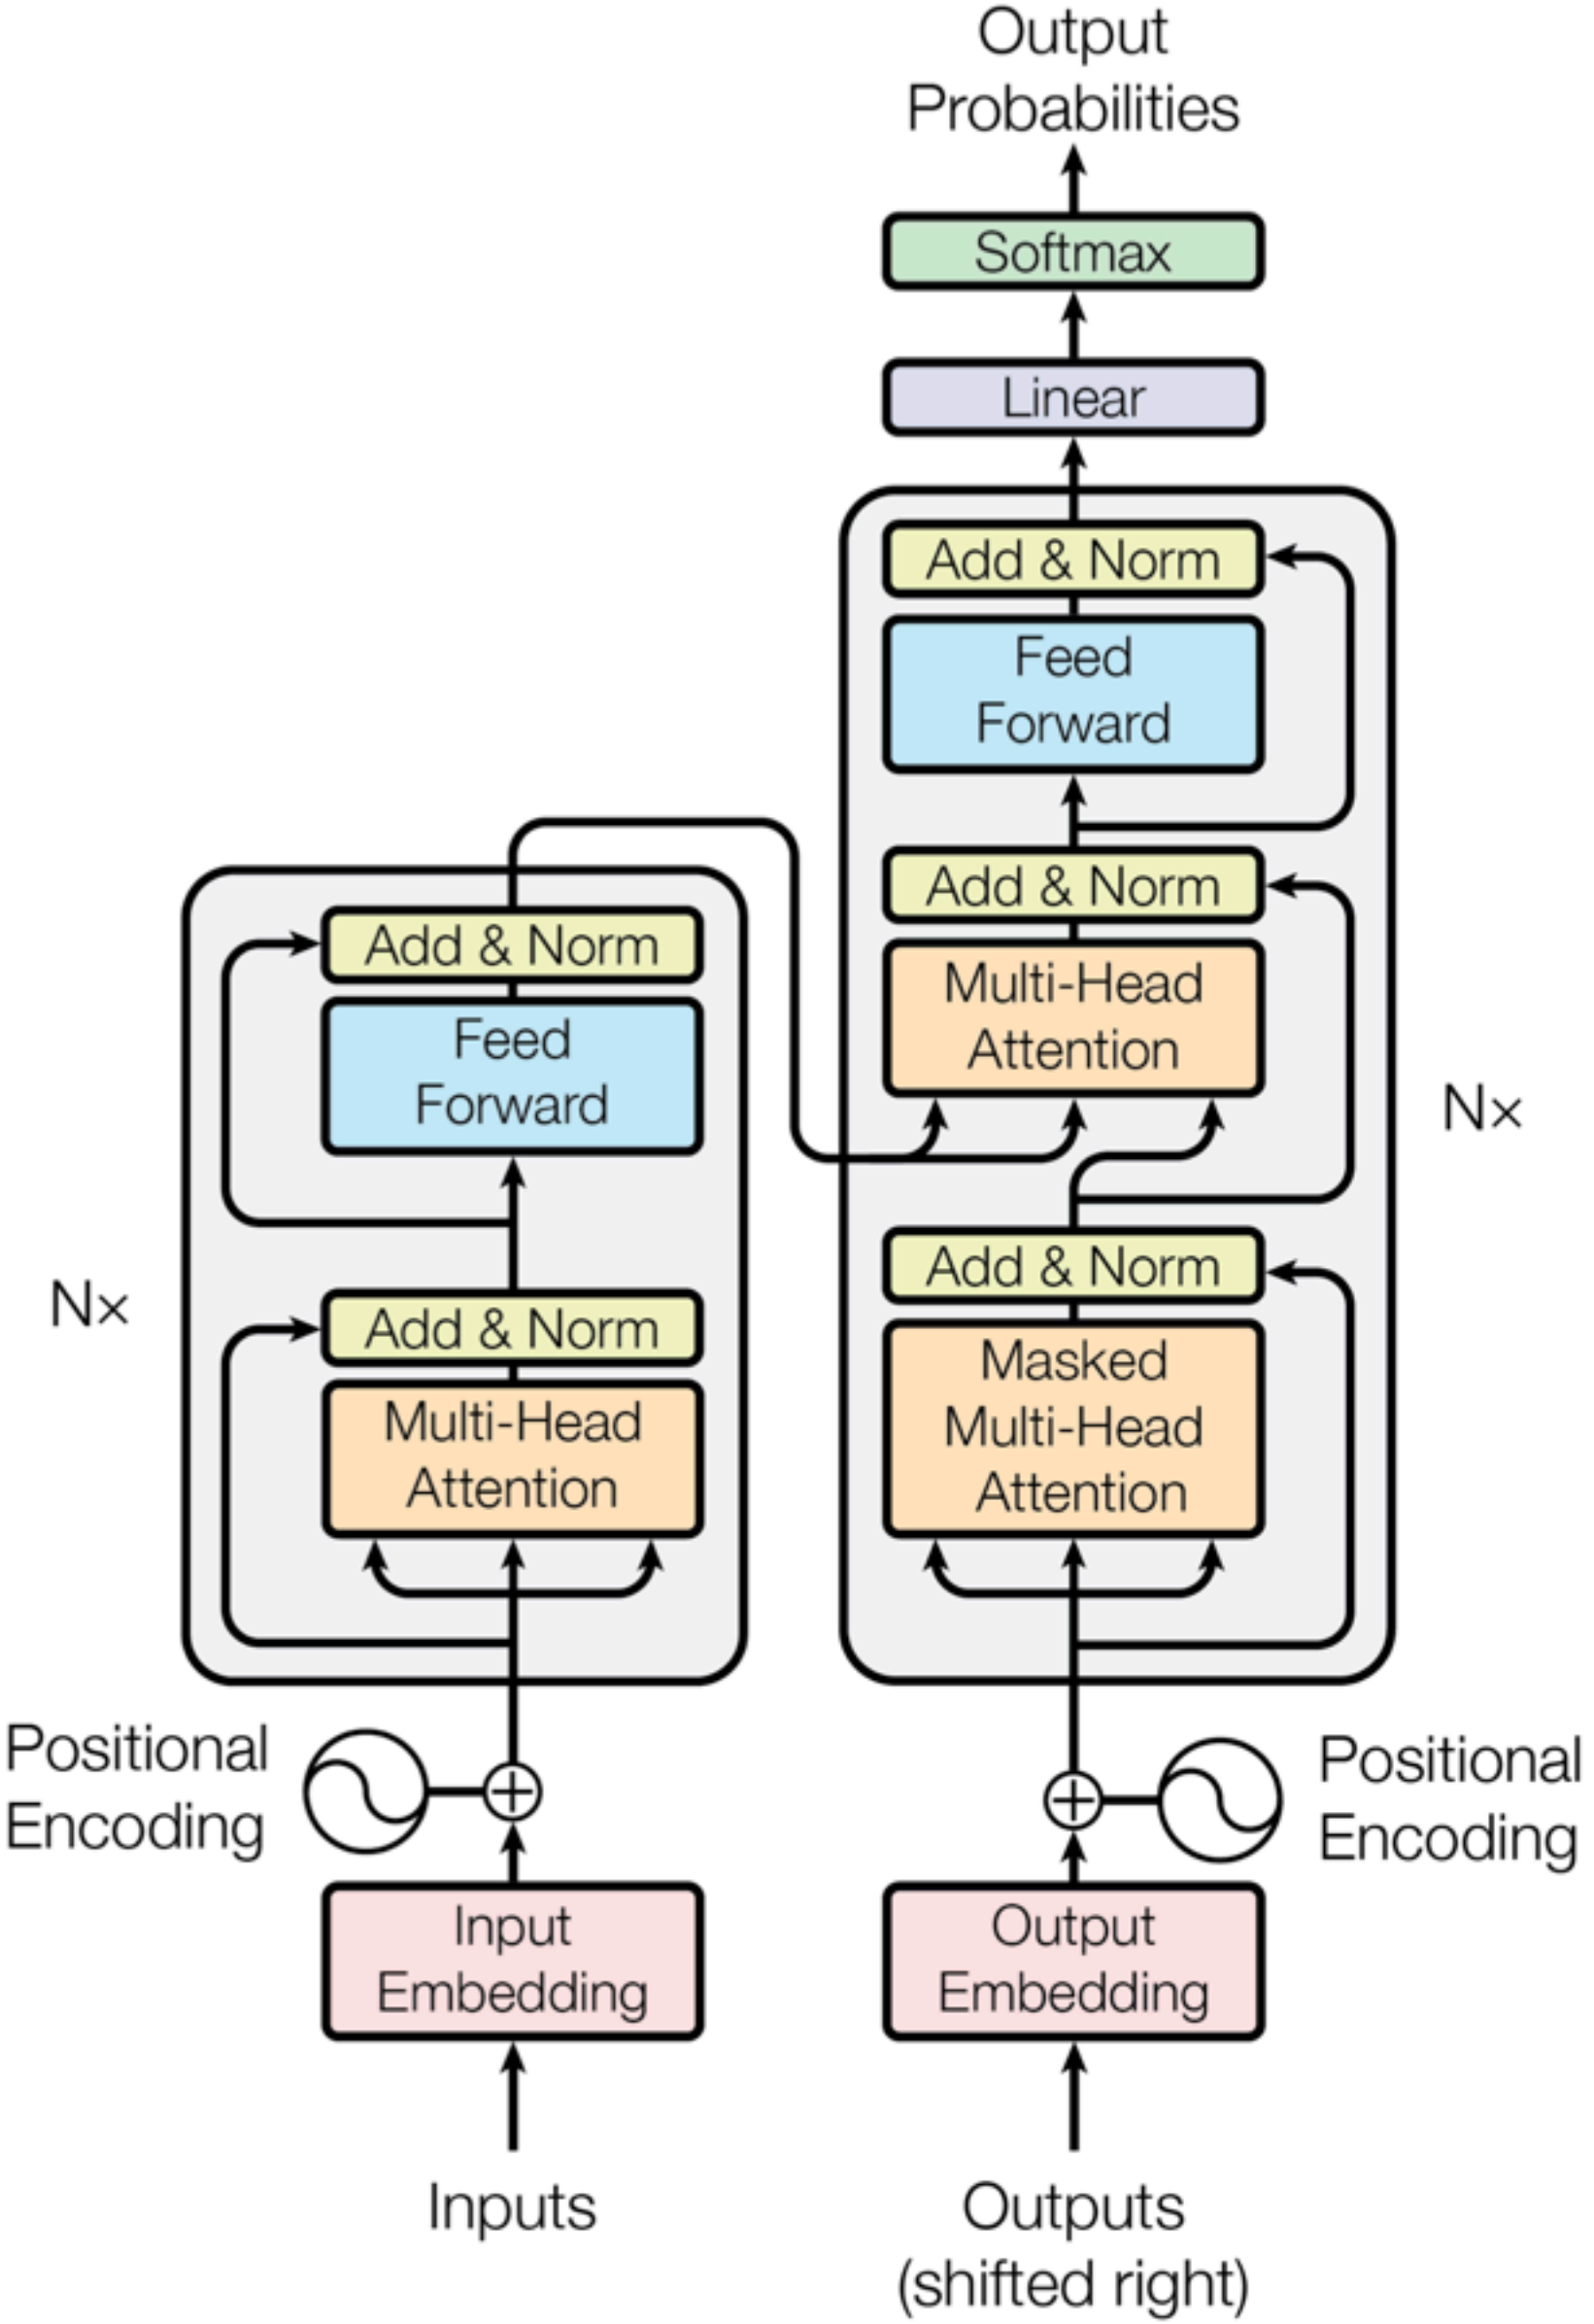 Output
Probabilities
Softmax
Linear
Add & Norm
Feed
Forward
Add & Norm
Multi-Head
Attention
Add & Norm
Masked
Multi-Head
Attention
Nx
Add & Norm
Feed
Forward
Add & Norm
Multi-Head
Attention
Nx
Positional
Encoding
Input
Embedding
Inputs
Positional
Encoding
Output
Embedding
Outputs
(shifted right)